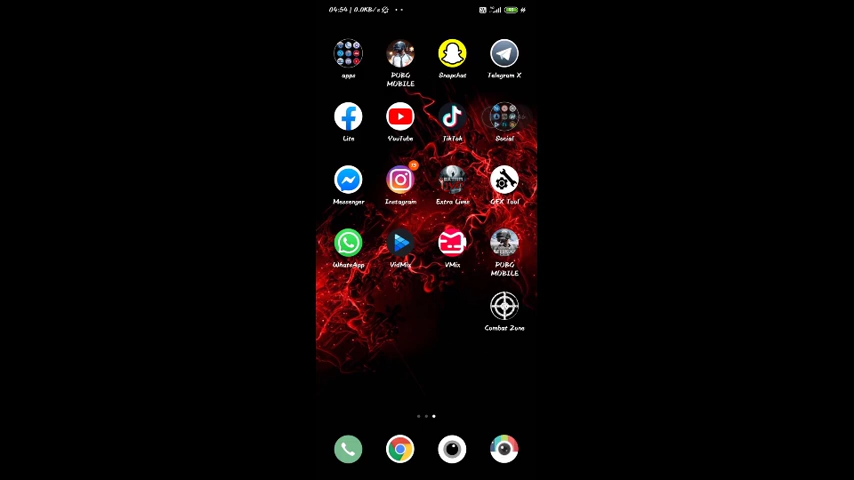 04:54 / 0.0KB/s
apps
PUBG
MOBILE
Snapchat
Telegram X
Lite
YouTube
TikTok
Social
Messenger
Instagram
Extra Lives
GFX Tool
WhatsApp
VidMix
VMix
PUBG
MOBILE
Combat Zone